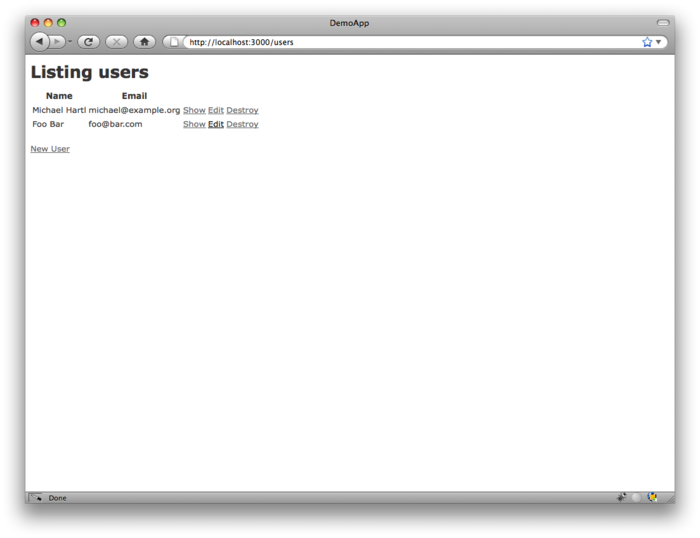 DemoApp
http://localhost:3000/users
Listing users
Name Email
Michael Hartl michael@example.org Show Edit Destroy
Foo Bar foo@bar.com Show Edit Destroy
New User
Done